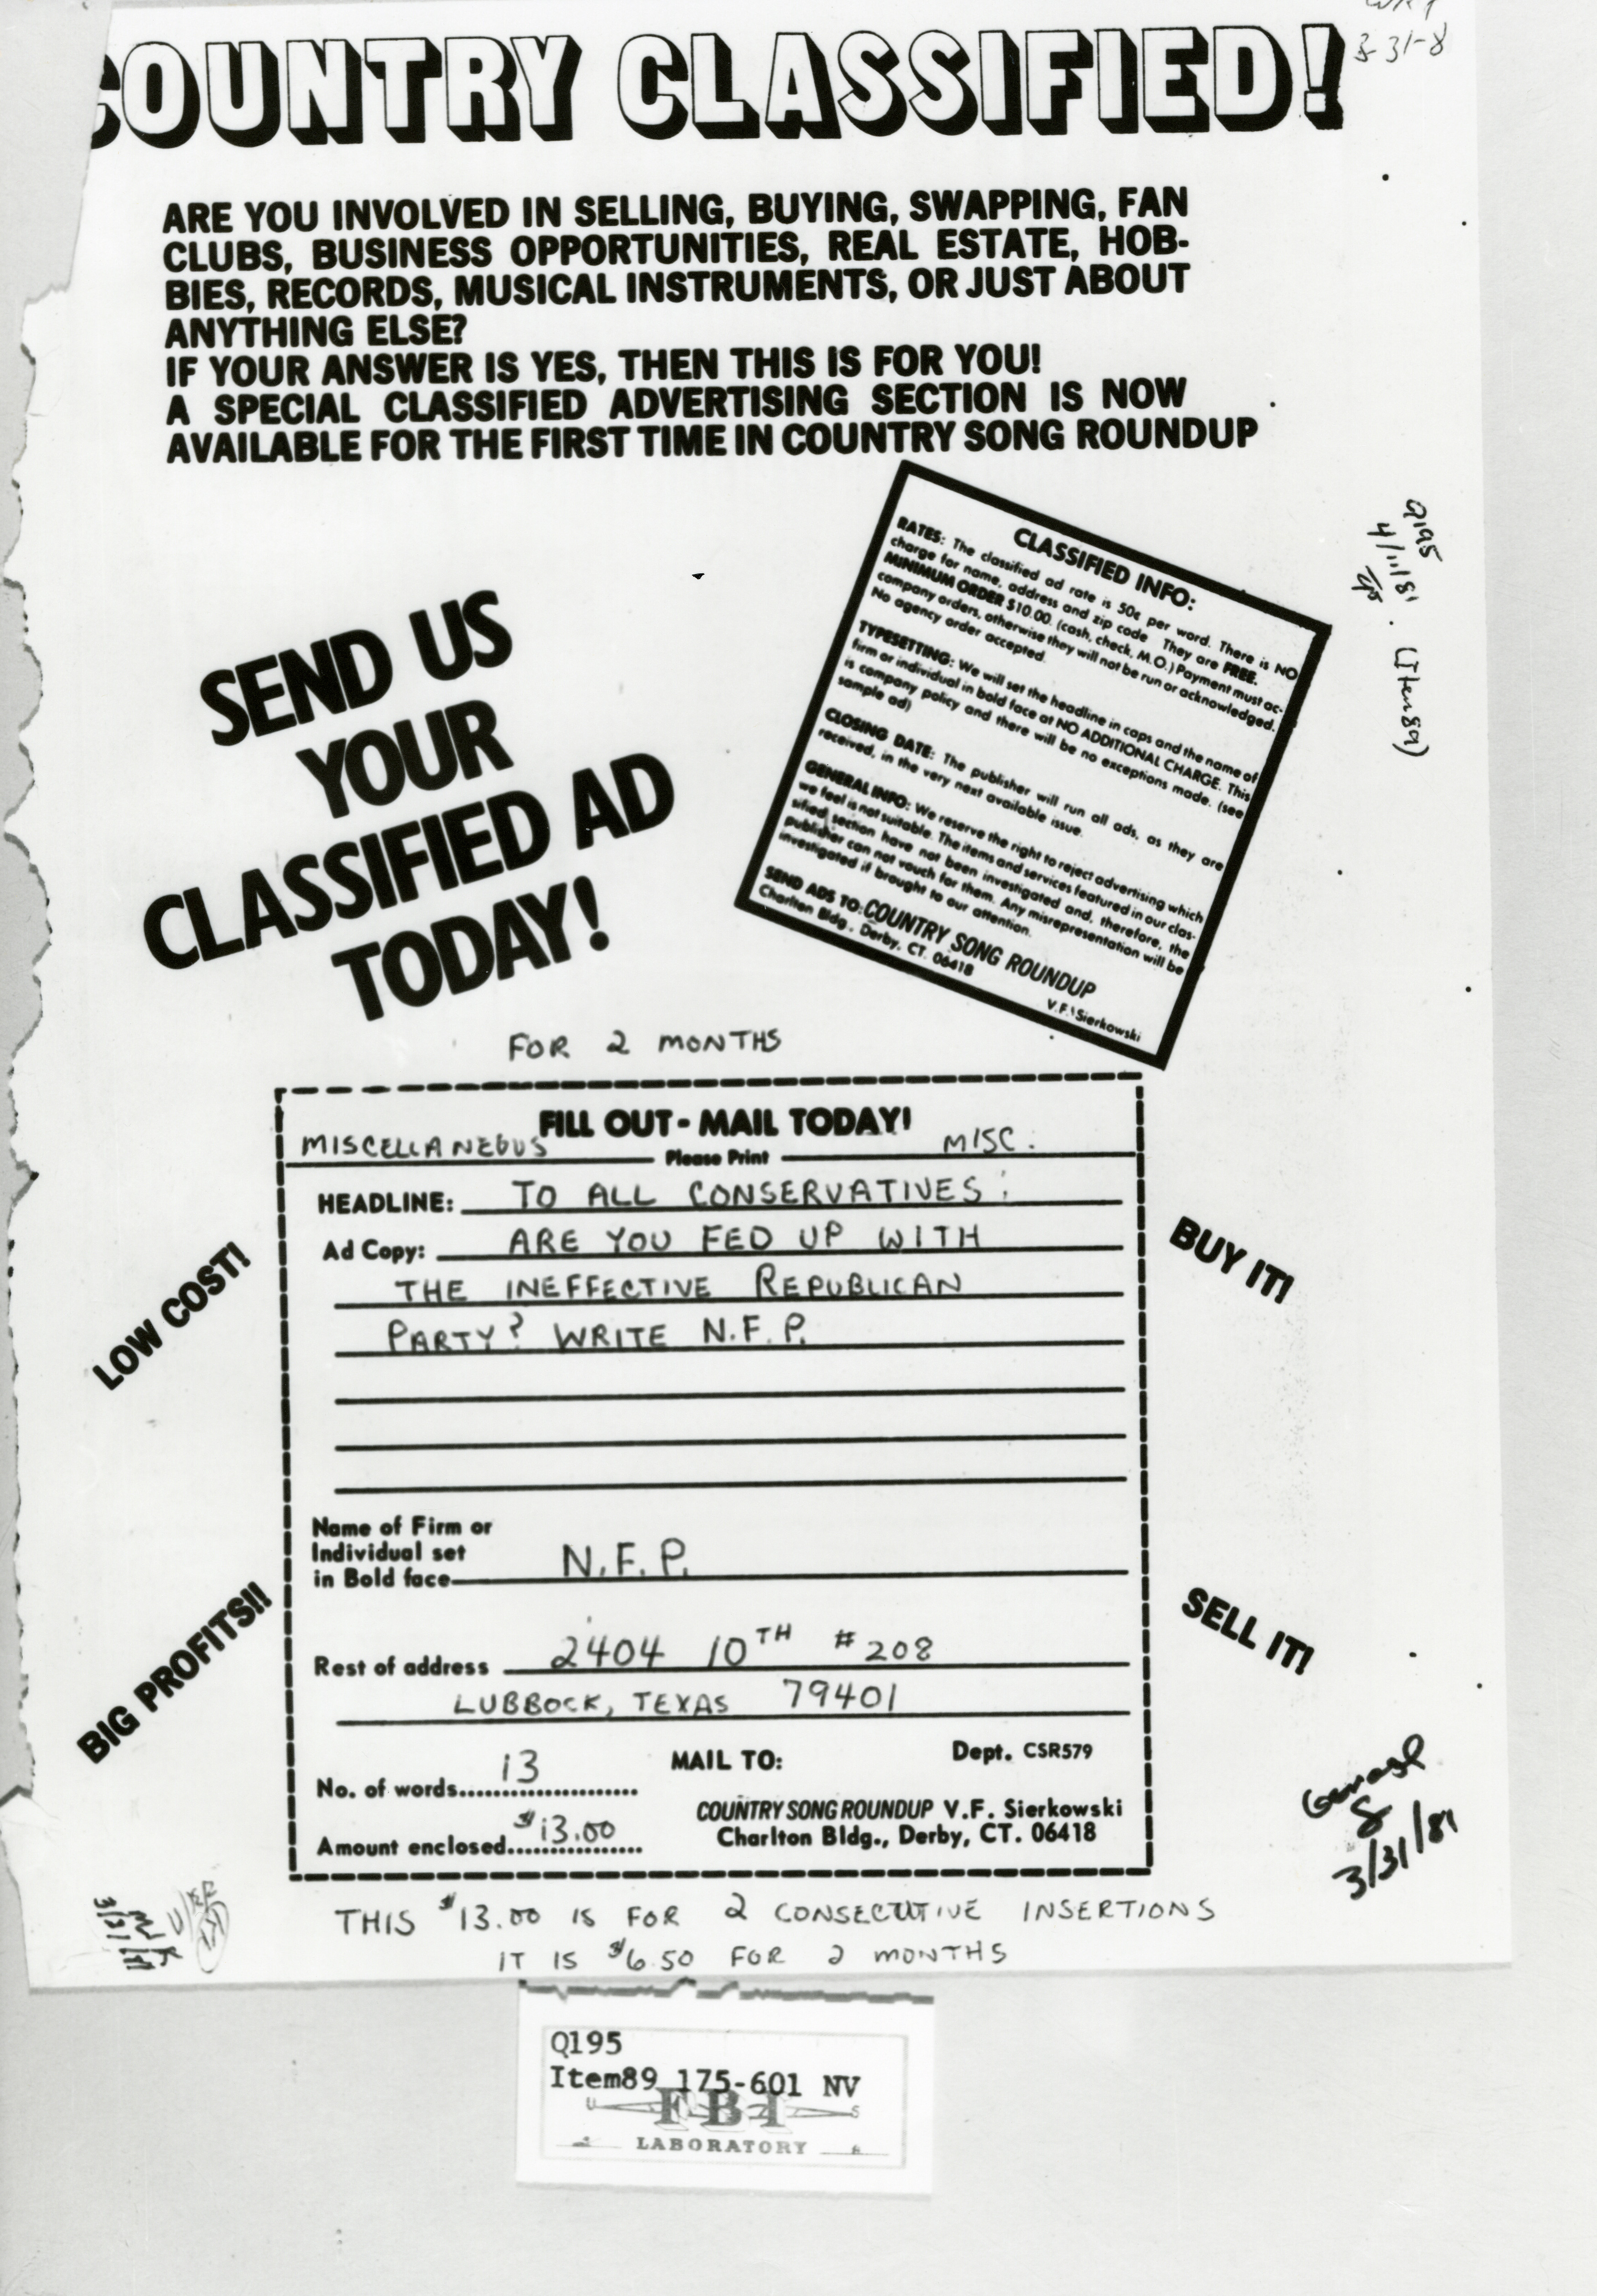 COUNTRY CLASSIFIED!
3-31-8
ARE YOU INVOLVED IN SELLING, BUYING, SWAPPING, FAN
CLUBS, BUSINESS OPPORTUNITIES, REAL ESTATE, HOB-
BIES, RECORDS, MUSICAL INSTRUMENTS, OR JUST ABOUT
ANYTHING ELSE?
IF YOUR ANSWER IS YES, THEN THIS IS FOR YOU!
A SPECIAL CLASSIFIED ADVERTISING SECTION IS NOW
AVAILABLE FOR THE FIRST TIME IN COUNTRY SONG ROUNDUP
SEND US
YOUR
CLASSIFIED AD
TODAY!
CLASSIFIED INFO:
RATES: The classified ad rate is 50¢ per word. There is NO
charge for name, address and zip code They are FREE.
MINIMUM ORDER $10.00. (cash, check, M.O.) Payment must ac-
company orders, otherwise they will not be run or acknowledged.
No agency order accepted.
TYPESETTING: We will set the headline in caps and the name of
firm or individual in bold face at NO ADDITIONAL CHARGE. This
is company policy and there will be no exceptions made. (see
sample ad)
CLOSING DATE: The publisher will run all ads, as they are
received, in the very next available issue.
GENERAL INFO: We reserve the right to reject advertising which
we feel is not suitable. The items and services featured in our clas-
sified section have not been investigated and, therefore, the
publisher can not vouch for them. Any misrepresentation will be
investigated if brought to our attention.
SEND ADS TO: COUNTRY SONG ROUNDUP
Charlton Bldg., Derby, CT. 06418
V.F. Sierkowski
Q195
4/11/81
(Item 89)
FOR 2 MONTHS
FILL OUT - MAIL TODAY!
MISCELLANEOUS Please Print MISC.
HEADLINE: TO ALL CONSERVATIVES:
Ad Copy: ARE YOU FED UP WITH
THE INEFFECTIVE REPUBLICAN
PARTY? WRITE N.F.P.
LOW COST!
BUY IT!
Name of Firm or
Individual set
in Bold face N.F.P.
BIG PROFITS!!
SELL IT!
Rest of address 2404 10TH #208
LUBBOCK, TEXAS 79401
No. of words 13
MAIL TO: Dept. CSR579
Amount enclosed $13.00
COUNTRY SONG ROUNDUP V.F. Sierkowski
Charlton Bldg., Derby, CT. 06418
3/31/81
3/31/81
THIS $13.00 IS FOR 2 CONSECUTIVE INSERTIONS
IT IS $6.50 FOR 2 MONTHS
Q195
Item89 175-601 NV
U S
FBI
LABORATORY